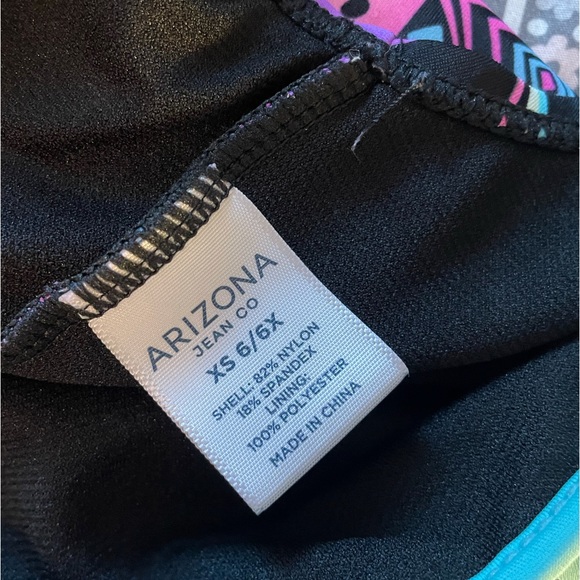 ARIZONA
JEAN CO
XS 6/6X
SHELL: 82% NYLON
18% SPANDEX
LINING:
100% POLYESTER
MADE IN CHINA